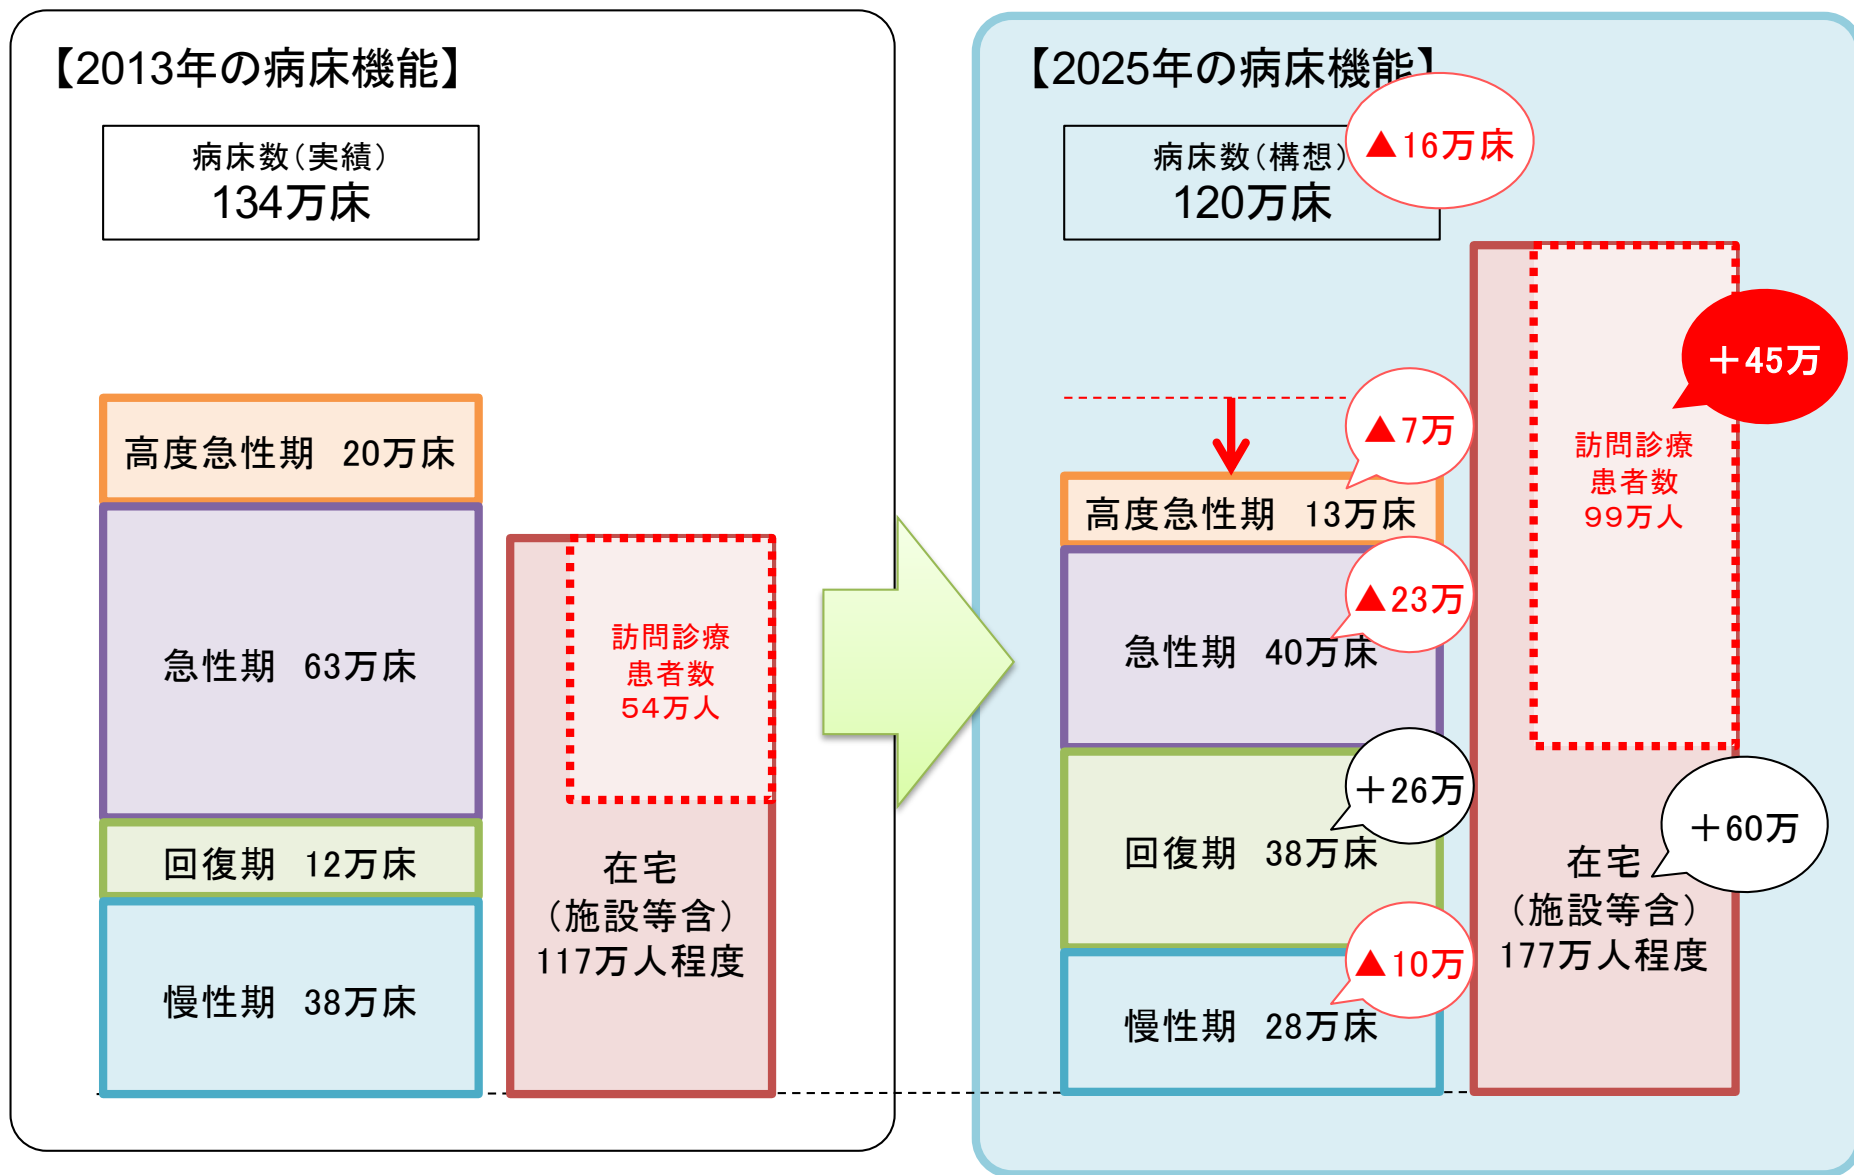 【2013年の病床機能】
病床数（実績）
134万床
高度急性期 20万床
急性期 63万床
回復期 12万床
慢性期 38万床
訪問診療
患者数
54万人
在宅
（施設等含）
117万人程度
【2025年の病床機能】
▲16万床
病床数（構想）
120万床
▲7万
高度急性期 13万床
▲23万
急性期 40万床
＋26万
回復期 38万床
▲10万
慢性期 28万床
＋45万
訪問診療
患者数
99万人
＋60万
在宅
（施設等含）
177万人程度